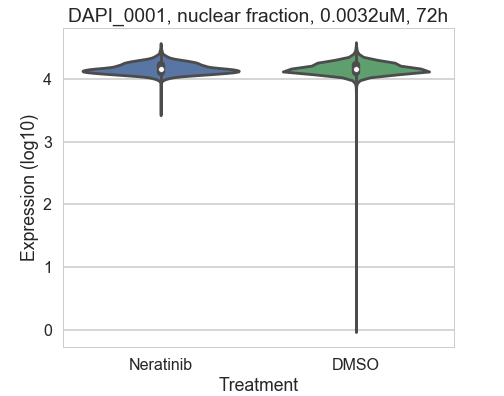 DAPI_0001, nuclear fraction, 0.0032uM, 72h
Expression (log10)
4
3
2
1
0
Neratinib
DMSO
Treatment